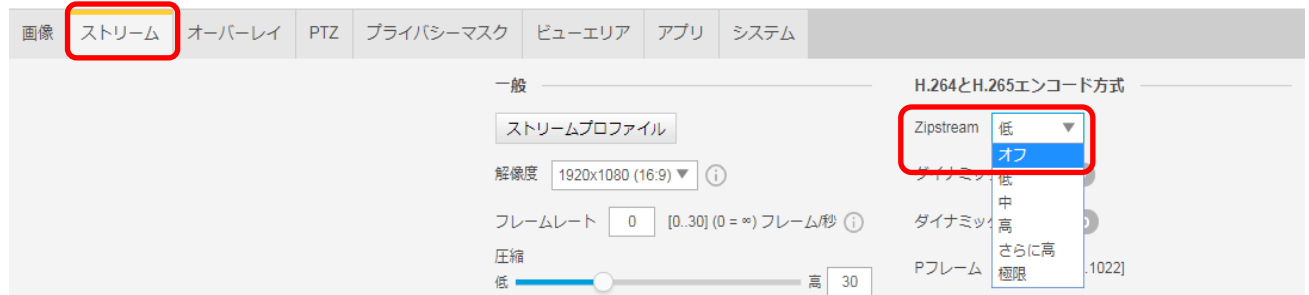 画像 ストリーム オーバーレイ PTZ プライバシーマスク ビューエリア アプリ システム
一般
ストリームプロファイル
解像度 1920x1080 (16:9)
フレームレート 0 [0..30] (0 = ∞) フレーム/秒
圧縮
低 高 30
H.264とH.265エンコード方式
Zipstream 低
オフ
低
中
高
さらに高
極限
ダイナミッ
Pフレーム .1022]